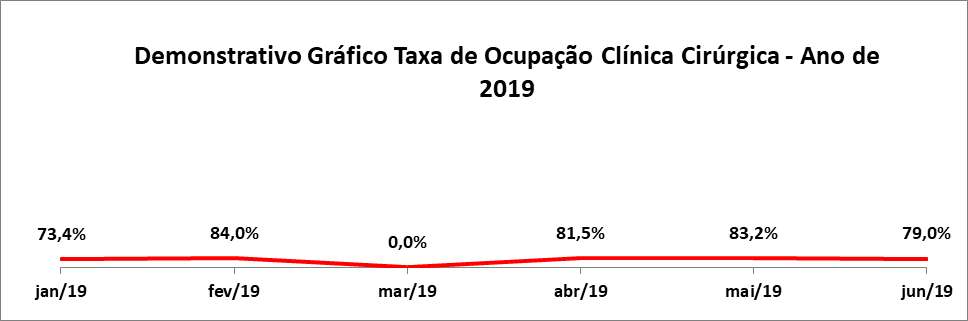 Demonstrativo Gráfico Taxa de Ocupação Clínica Cirúrgica - Ano de
2019
73,4%
84,0%
0,0%
81,5%
83,2%
79,0%
jan/19
fev/19
mar/19
abr/19
mai/19
jun/19